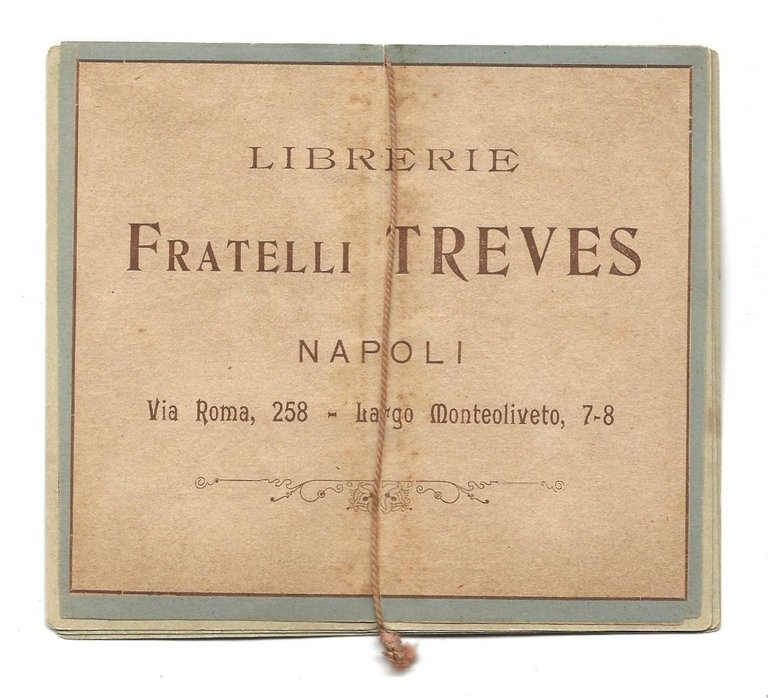 LIBRERIE
FRATELLI TREVES
NAPOLI
Via Roma, 258 - Largo Monteoliveto, 7-8